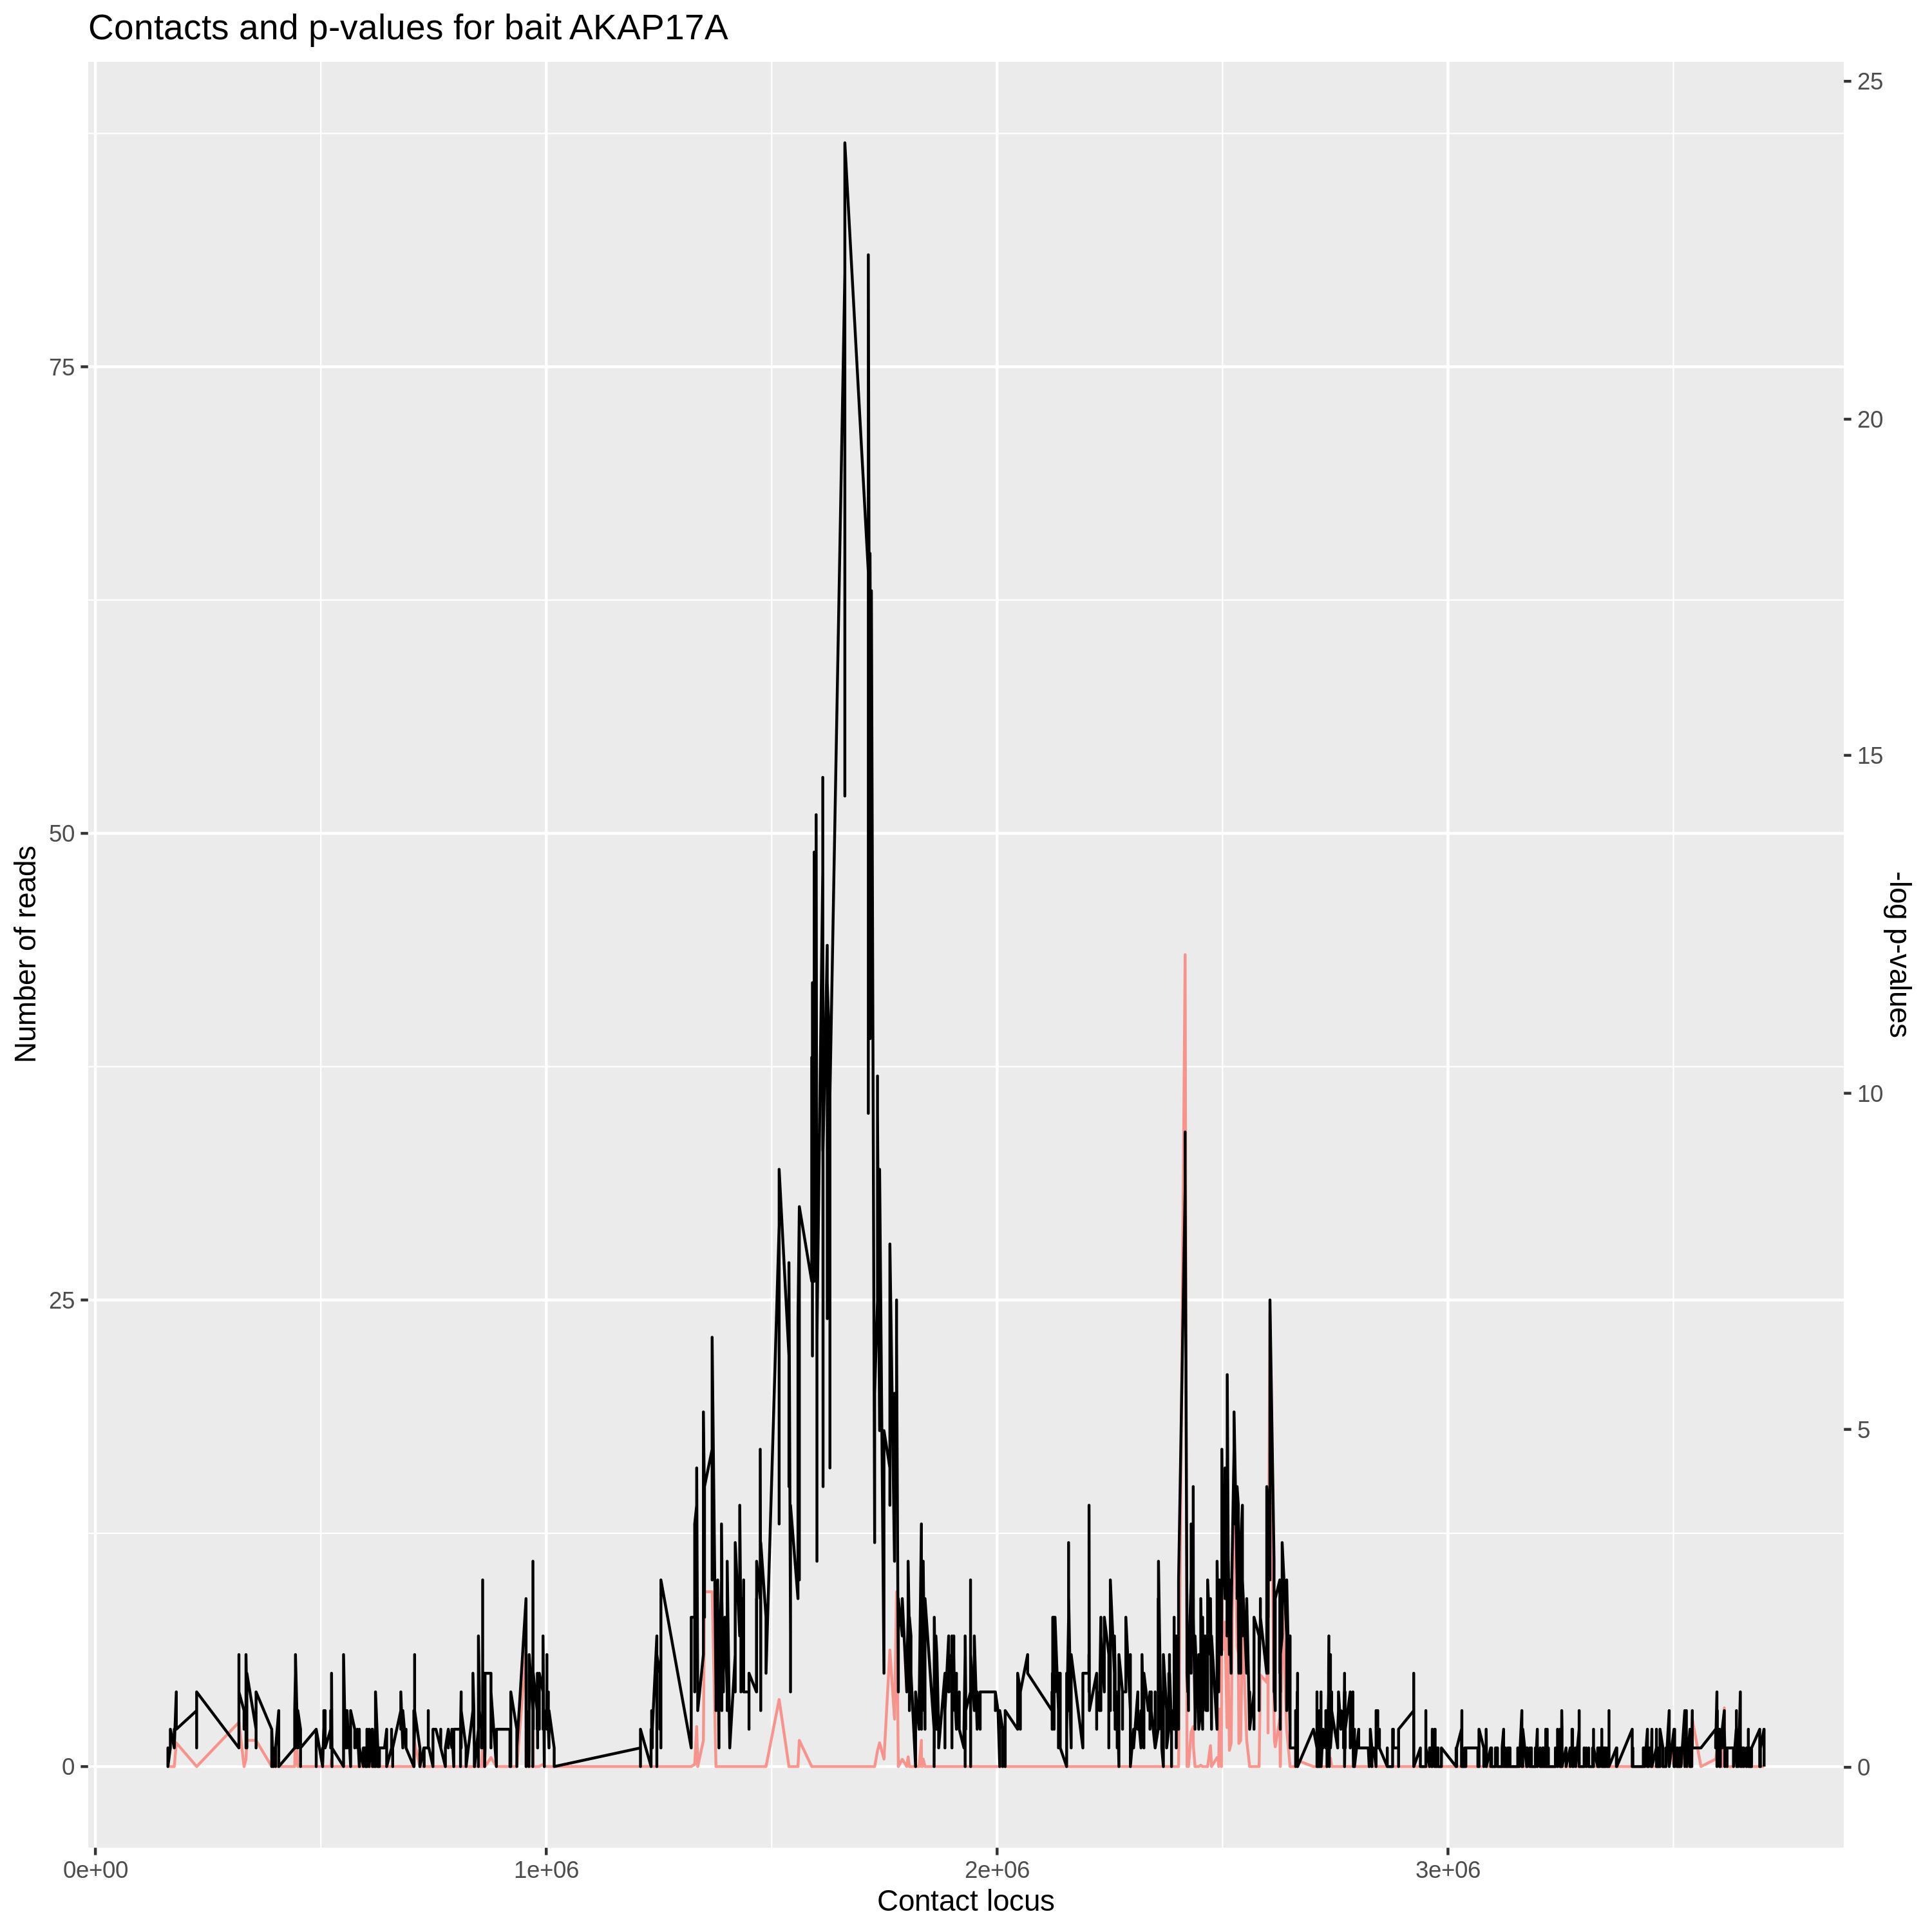 Contacts and p-values for bait AKAP17A
25
20
15
10
5
0
75
50
25
0
Number of reads
-log p-values
0e+00 1e+06 2e+06 3e+06
Contact locus